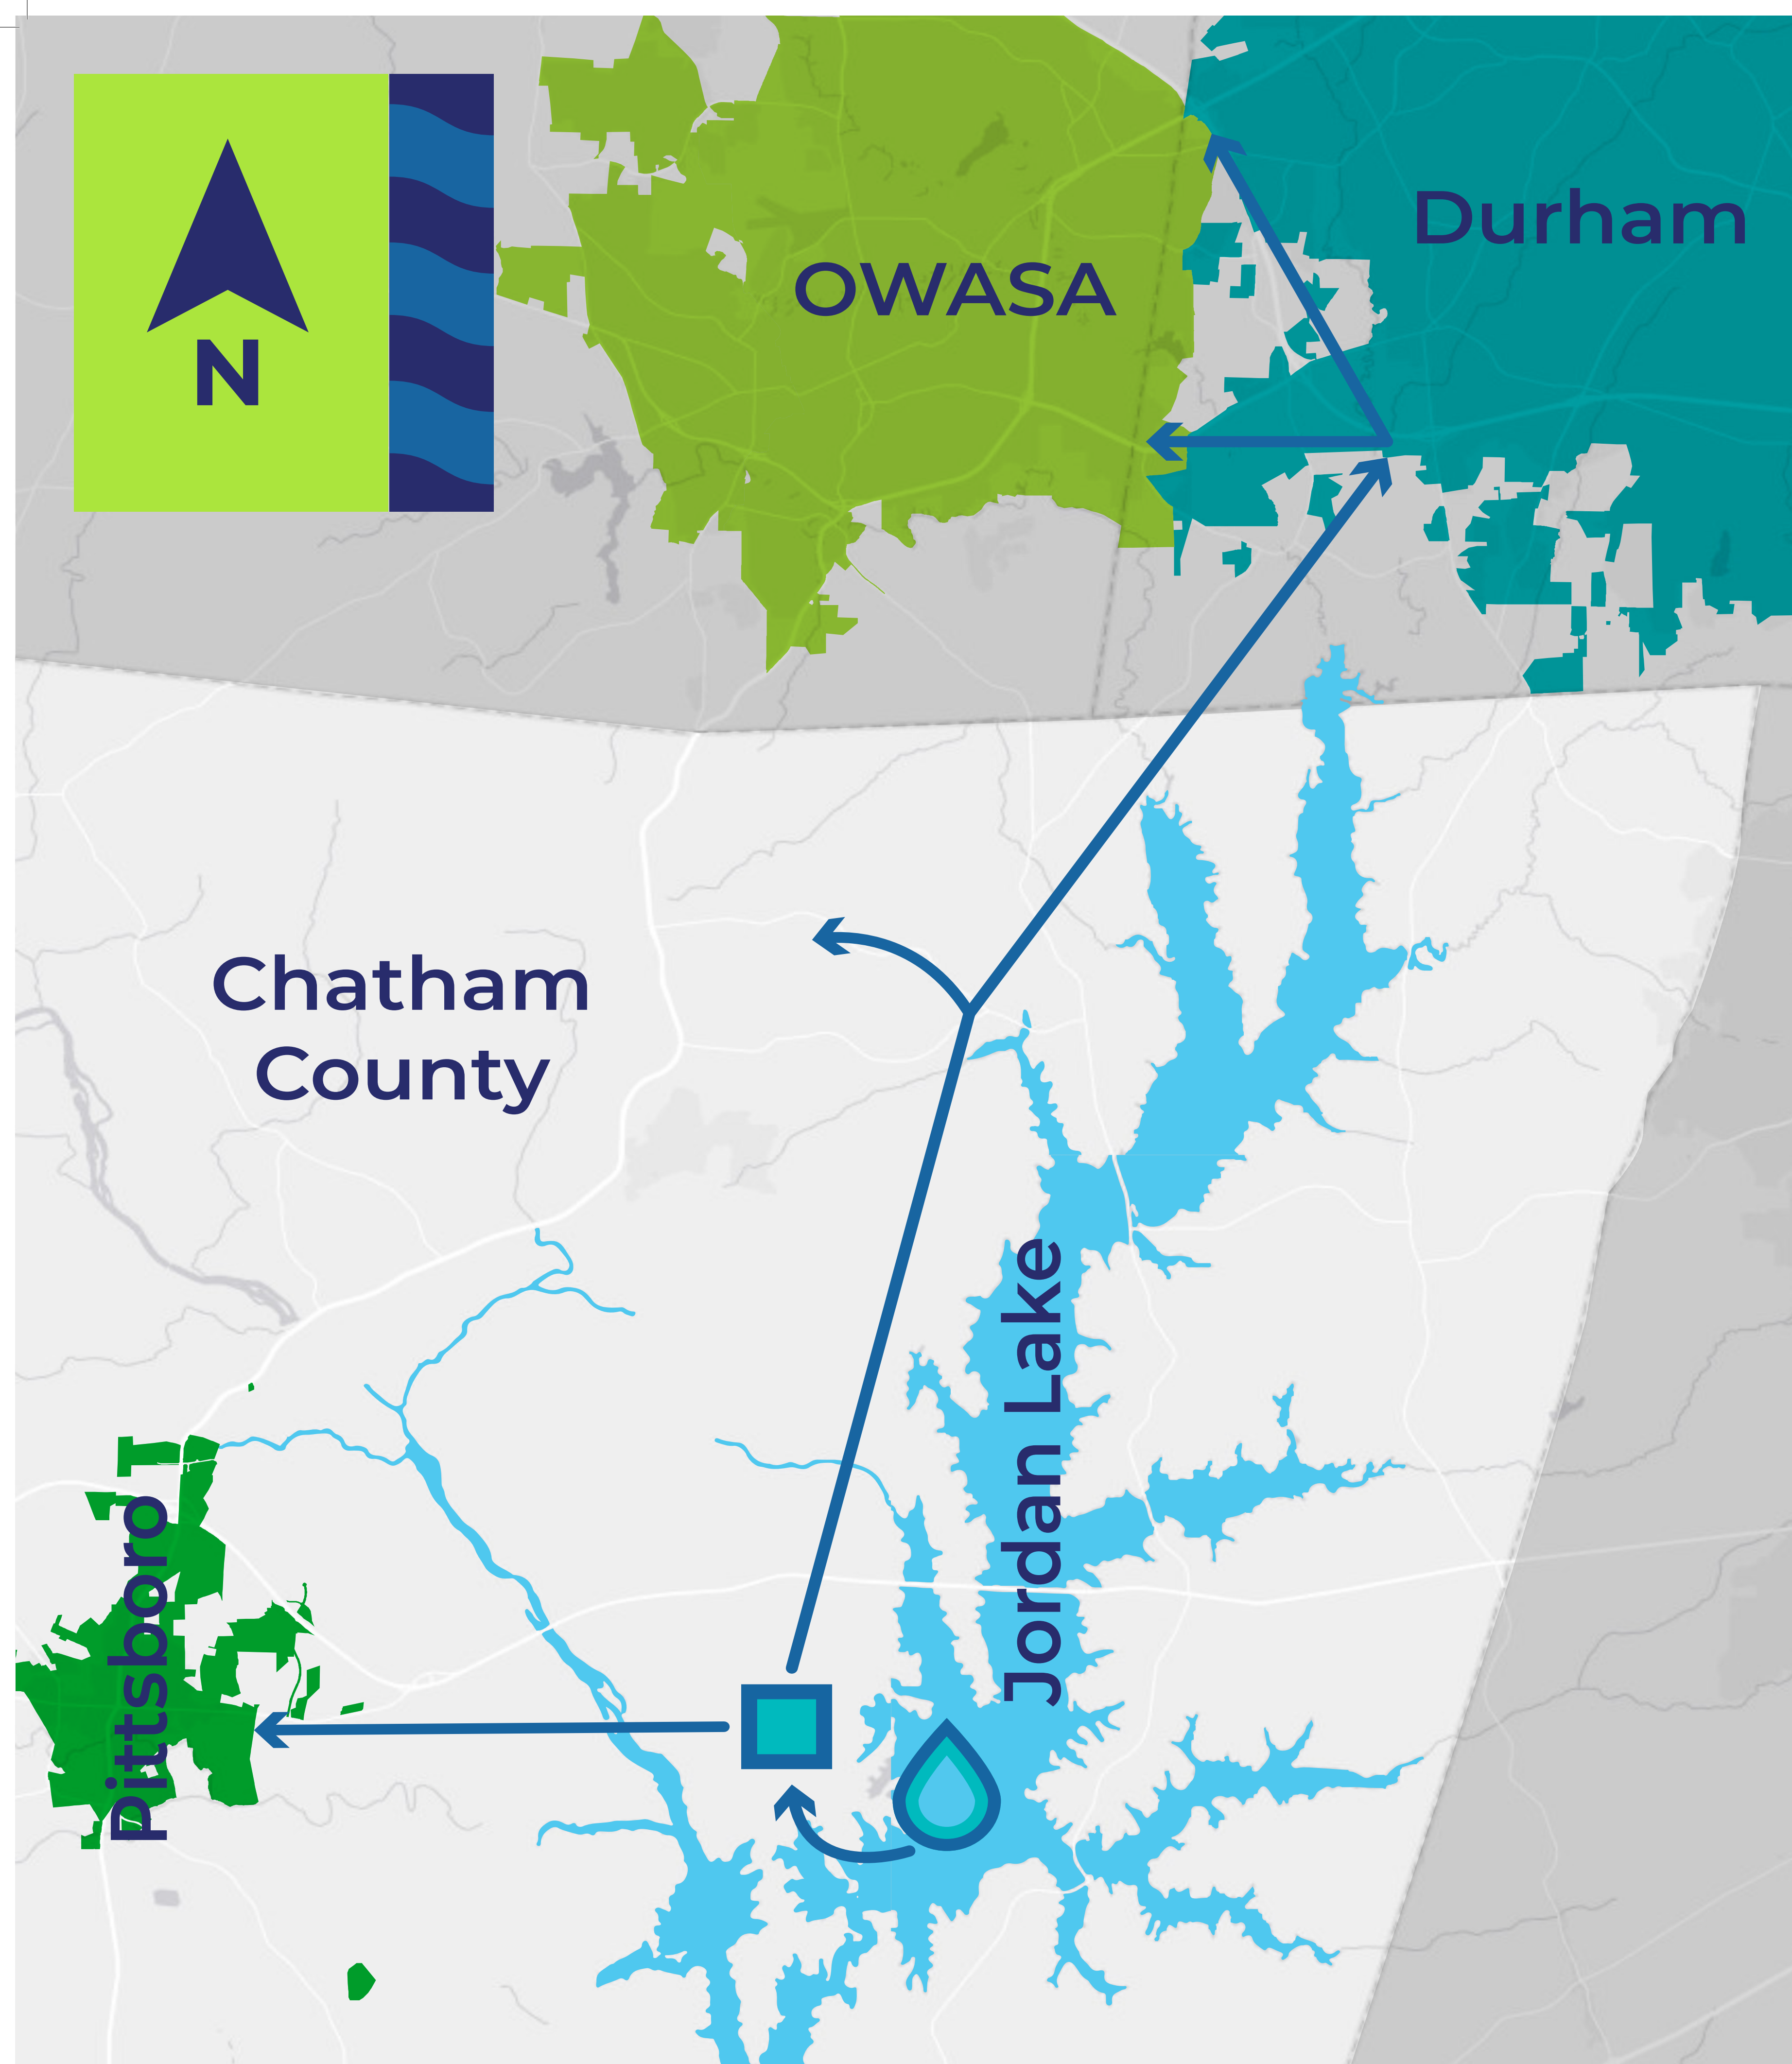 Durham
OWASA
N
Chatham
County
Jordan Lake
Pittsboro